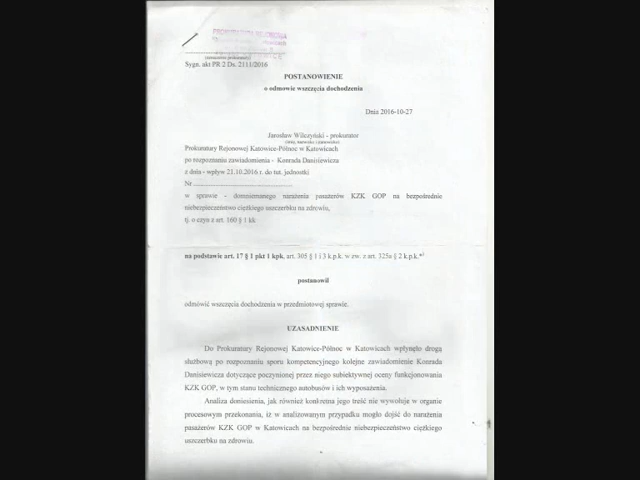 PROKURATURA REJONOWA
Sygn. akt PR 2 Ds. 2111/2016
POSTANOWIENIE
o odmowie wszczęcia dochodzenia
Dnia 2016-10-27
Jarosław Wilczyński - prokurator
(imię, nazwisko i stanowisko)
Prokuratury Rejonowej Katowice-Północ w Katowicach
po rozpoznaniu zawiadomienia - Konrada Danisiewicza
z dnia - wpływ 21.10.2016 r. do tut. jednostki
Nr
w sprawie - domniemanego narażenia pasażerów KZK GOP na bezpośrednie
niebezpieczeństwo ciężkiego uszczerbku na zdrowiu,
tj. o czyn z art. 160 § 1 kk
na podstawie art. 17 § 1 pkt 1 kpk, art. 305 § 1 i 3 k.p.k. w zw. z art. 325a § 2 k.p.k.*/
postanowił
odmówić wszczęcia dochodzenia w przedmiotowej sprawie.
UZASADNIENIE
Do Prokuratury Rejonowej Katowice-Północ w Katowicach wpłynęło drogą
służbową po rozpoznaniu sporu kompetencyjnego kolejne zawiadomienie Konrada
Danisiewicza dotyczące poczynionej przez niego subiektywnej oceny funkcjonowania
KZK GOP, w tym stanu technicznego autobusów i ich wyposażenia.
Analiza doniesienia, jak również konkretna jego treść nie wywołuje w organie
procesowym przekonania, iż w analizowanym przypadku mogło dojść do narażenia
pasażerów KZK GOP w Katowicach na bezpośrednie niebezpieczeństwo ciężkiego
uszczerbku na zdrowiu.